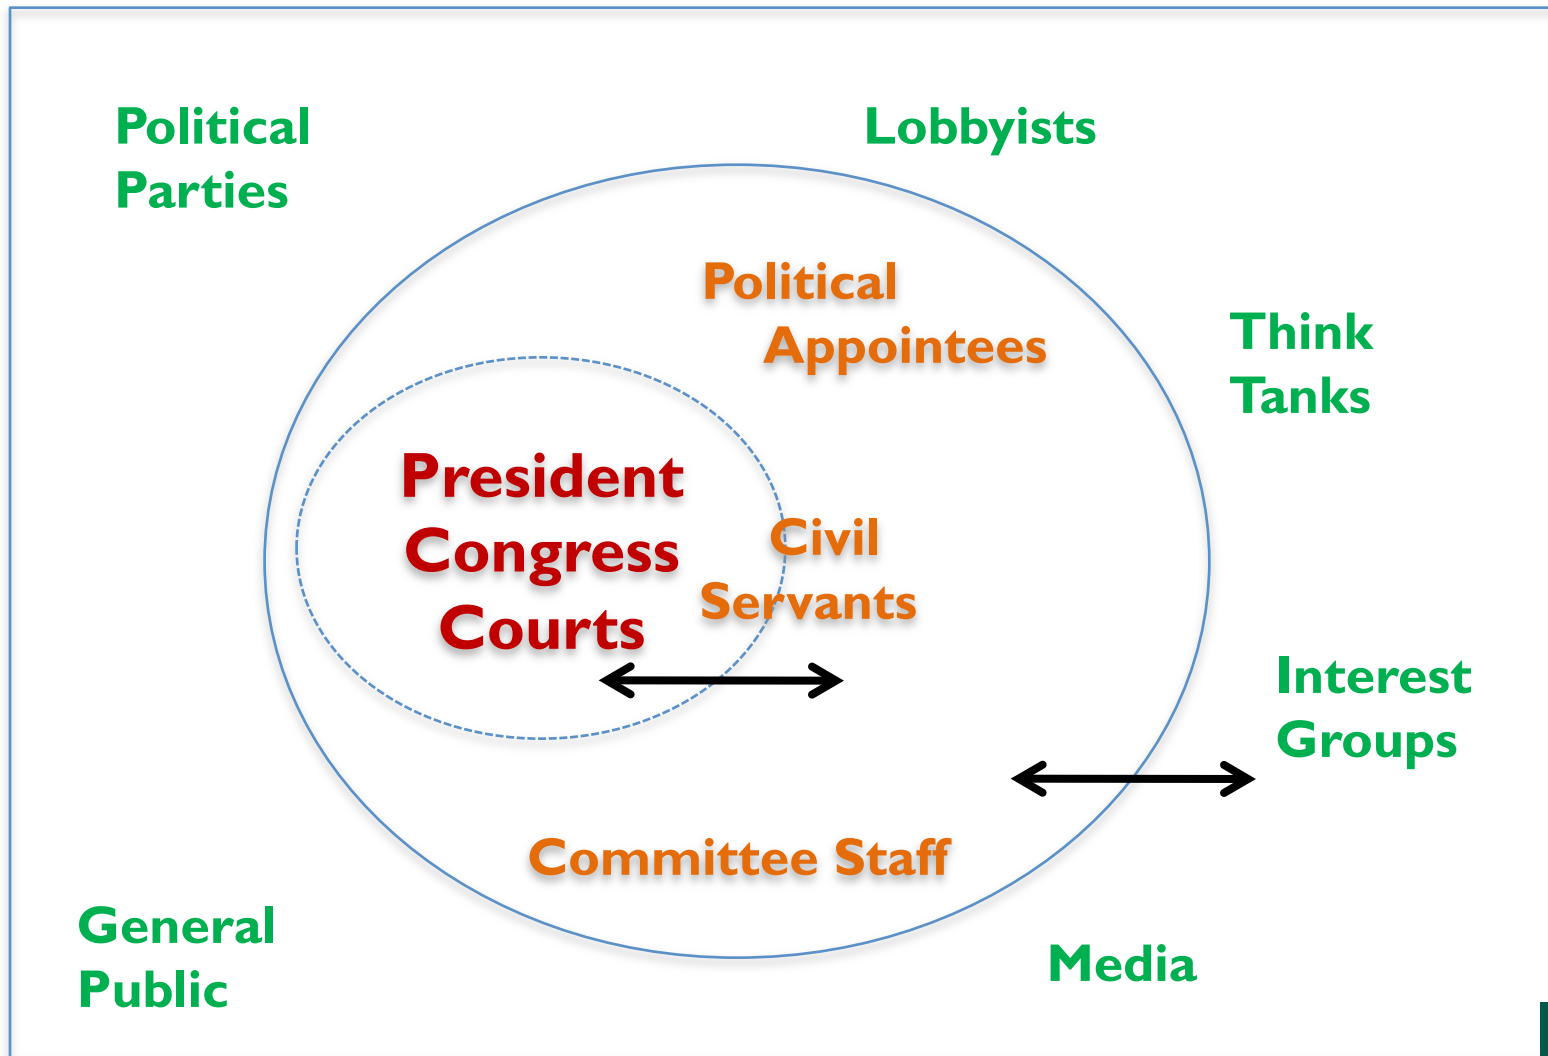 Political
Parties
Lobbyists
Political
Appointees
Think
Tanks
President
Congress
Courts
Civil
Servants
Interest
Groups
Committee Staff
General
Public
Media